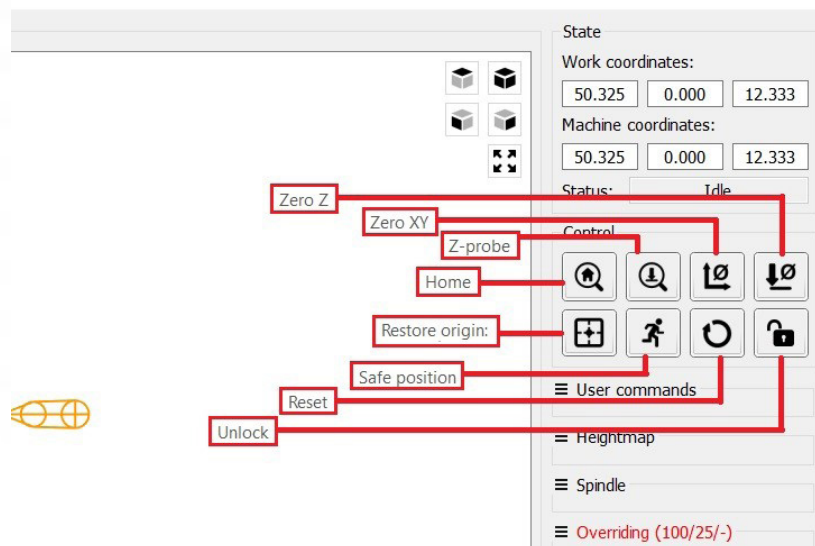 State
Work coordinates:
50.325 0.000 12.333
Machine coordinates:
50.325 0.000 12.333
Status: Idle
Zero Z
Zero XY
Control
Z-probe
Home
Restore origin:
Safe position
Reset
User commands
Unlock
Heightmap
Spindle
Overriding (100/25/-)